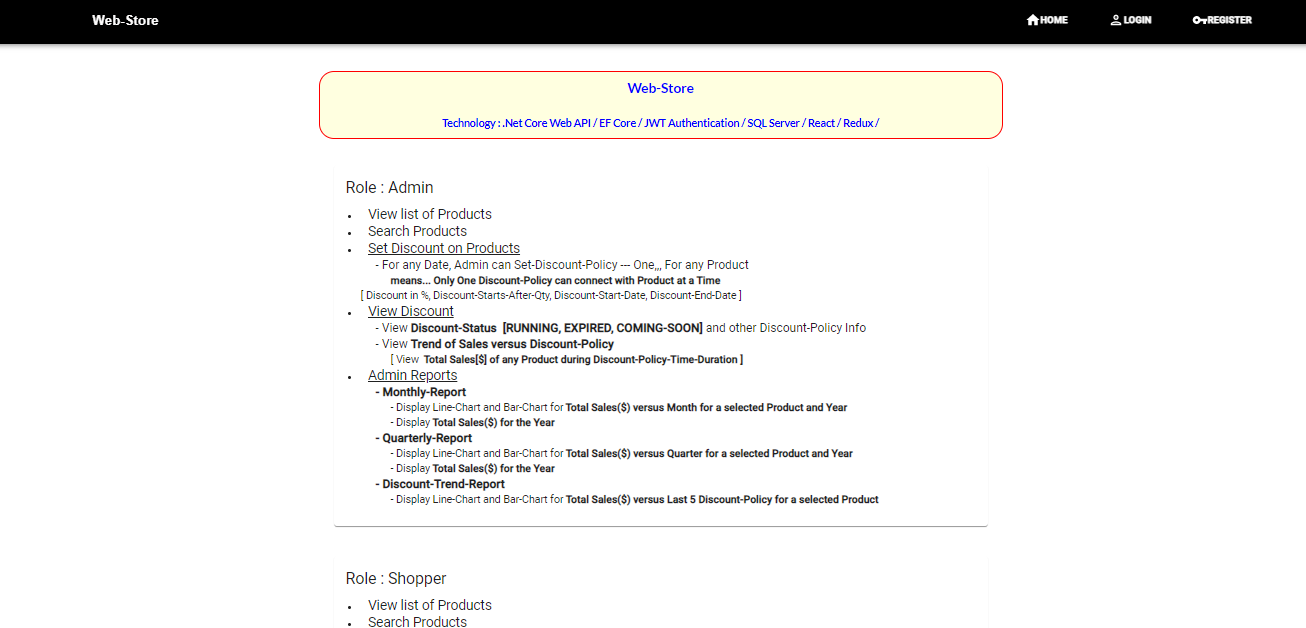 Web-Store
HOME LOGIN REGISTER
Web-Store
Technology : .Net Core Web API / EF Core / JWT Authentication / SQL Server / React / Redux /
Role : Admin
• View list of Products
• Search Products
• Set Discount on Products
- For any Date, Admin can Set-Discount-Policy --- One,,, For any Product
means... Only One Discount-Policy can connect with Product at a Time
[ Discount in %, Discount-Starts-After-Qty, Discount-Start-Date, Discount-End-Date ]
• View Discount
- View Discount-Status [RUNNING, EXPIRED, COMING-SOON] and other Discount-Policy Info
- View Trend of Sales versus Discount-Policy
[ View Total Sales[$] of any Product during Discount-Policy-Time-Duration ]
• Admin Reports
- Monthly-Report
- Display Line-Chart and Bar-Chart for Total Sales($) versus Month for a selected Product and Year
- Display Total Sales($) for the Year
- Quarterly-Report
- Display Line-Chart and Bar-Chart for Total Sales($) versus Quarter for a selected Product and Year
- Display Total Sales($) for the Year
- Discount-Trend-Report
- Display Line-Chart and Bar-Chart for Total Sales($) versus Last 5 Discount-Policy for a selected Product
Role : Shopper
• View list of Products
• Search Products